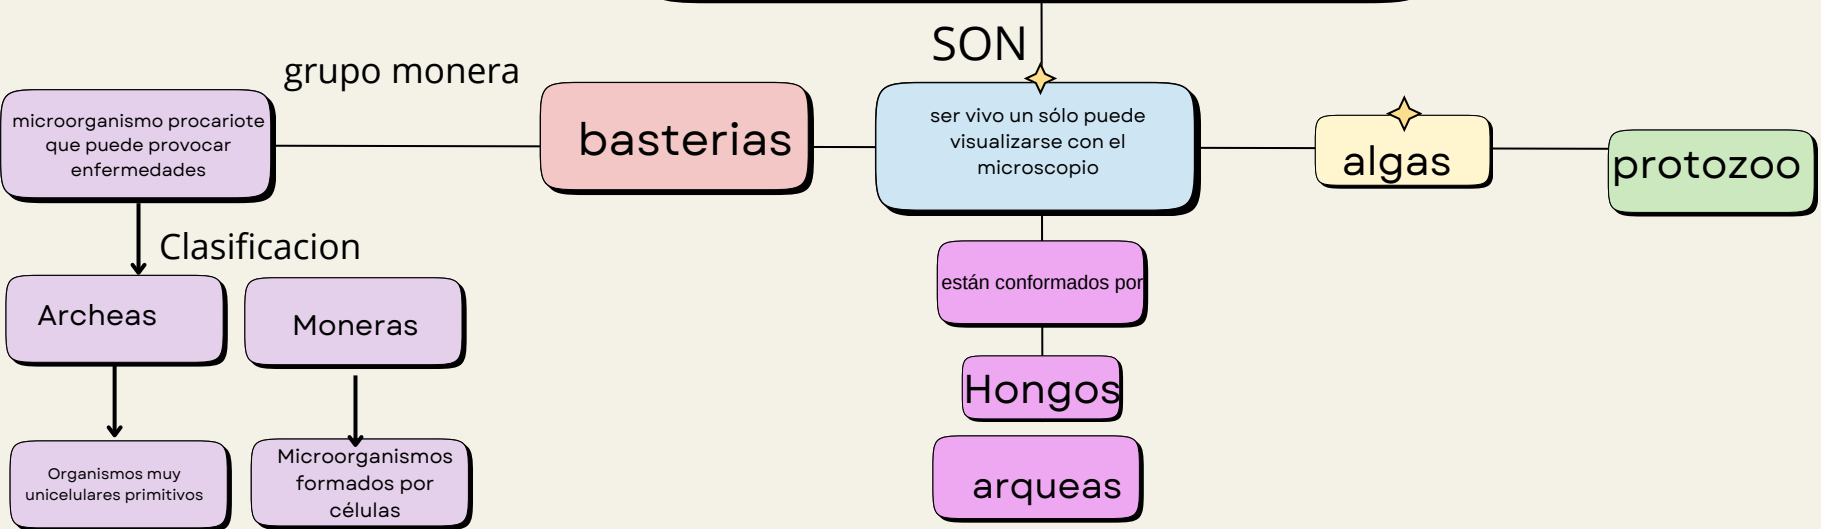 SON
grupo monera
microorganismo procariote
que puede provocar
enfermedades
basterias
ser vivo un sólo puede
visualizarse con el
microscopio
algas
protozoo
Clasificacion
Archeas
Moneras
están conformados por
Hongos
arqueas
Organismos muy
unicelulares primitivos
Microorganismos
formados por
células